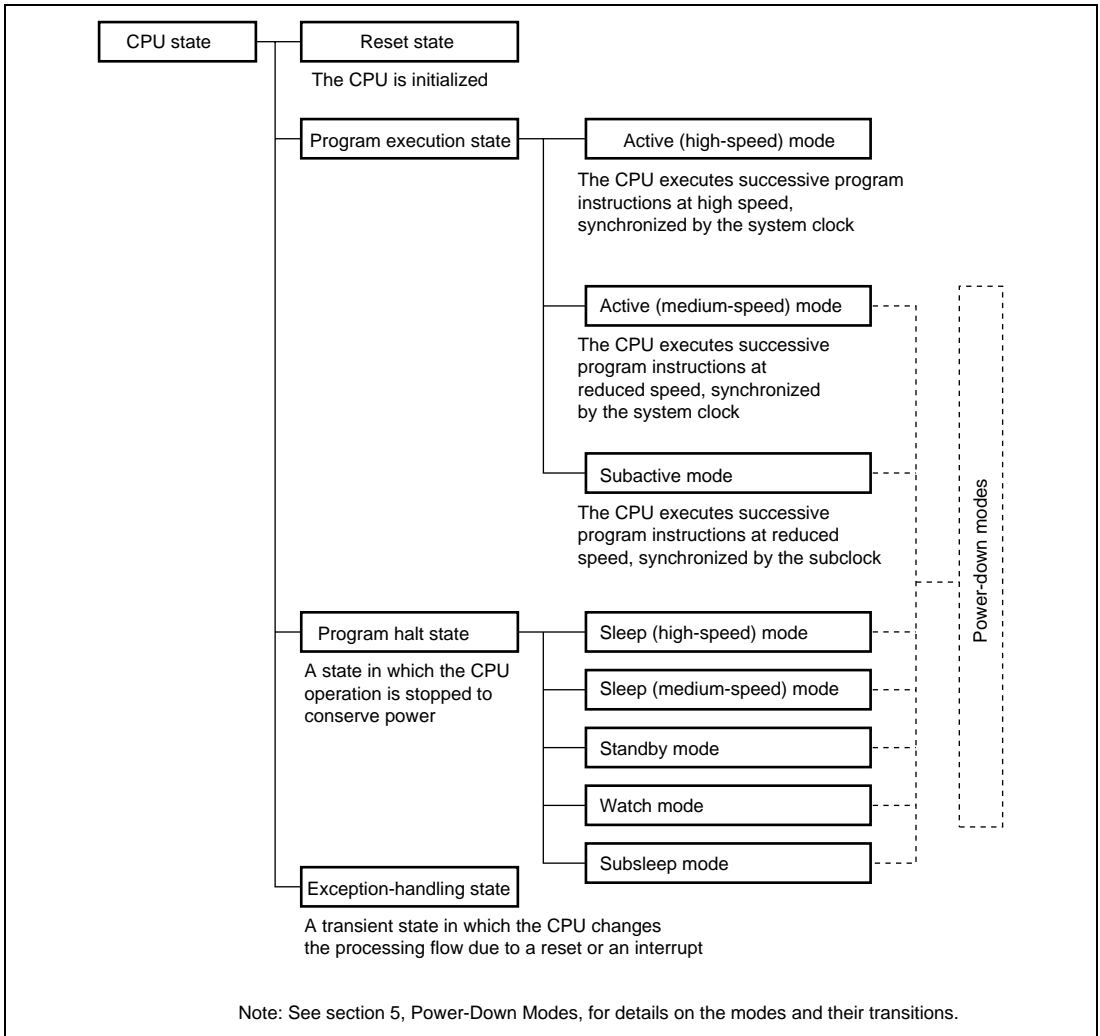 CPU state
Reset state
The CPU is initialized
Program execution state
Active (high-speed) mode
The CPU executes successive program
instructions at high speed,
synchronized by the system clock
Active (medium-speed) mode
The CPU executes successive
program instructions at
reduced speed, synchronized
by the system clock
Subactive mode
The CPU executes successive
program instructions at reduced
speed, synchronized by the subclock
Power-down modes
Program halt state
A state in which the CPU
operation is stopped to
conserve power
Sleep (high-speed) mode
Sleep (medium-speed) mode
Standby mode
Watch mode
Subsleep mode
Exception-handling state
A transient state in which the CPU changes
the processing flow due to a reset or an interrupt
Note: See section 5, Power-Down Modes, for details on the modes and their transitions.